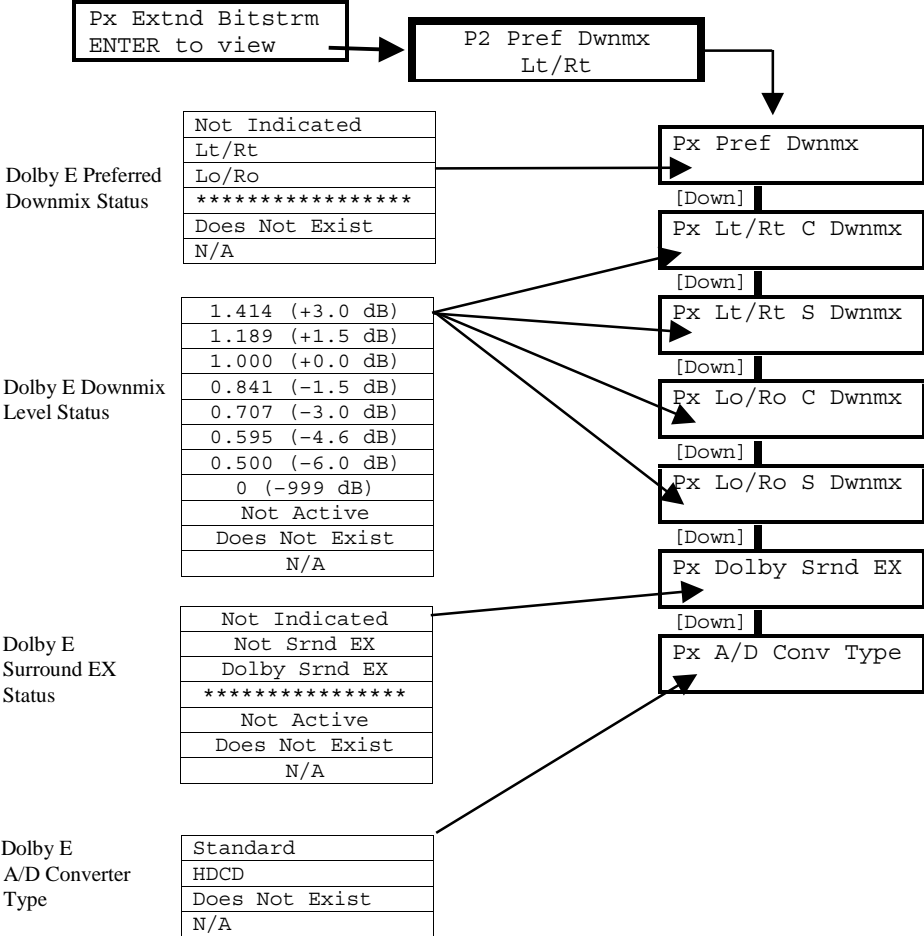 Px Extnd Bitstrm
ENTER to view
P2 Pref Dwnmx
Lt/Rt
Dolby E Preferred
Downmix Status
Not Indicated
Lt/Rt
Lo/Ro
*****************
Does Not Exist
N/A
Px Pref Dwnmx
[Down]
Px Lt/Rt C Dwnmx
[Down]
Px Lt/Rt S Dwnmx
[Down]
Px Lo/Ro C Dwnmx
[Down]
Px Lo/Ro S Dwnmx
[Down]
Px Dolby Srnd EX
[Down]
Px A/D Conv Type
Dolby E Downmix
Level Status
1.414 (+3.0 dB)
1.189 (+1.5 dB)
1.000 (+0.0 dB)
0.841 (−1.5 dB)
0.707 (−3.0 dB)
0.595 (−4.6 dB)
0.500 (−6.0 dB)
0 (−999 dB)
Not Active
Does Not Exist
N/A
Dolby E
Surround EX
Status
Not Indicated
Not Srnd EX
Dolby Srnd EX
****************
Not Active
Does Not Exist
N/A
Dolby E
A/D Converter
Type
Standard
HDCD
Does Not Exist
N/A